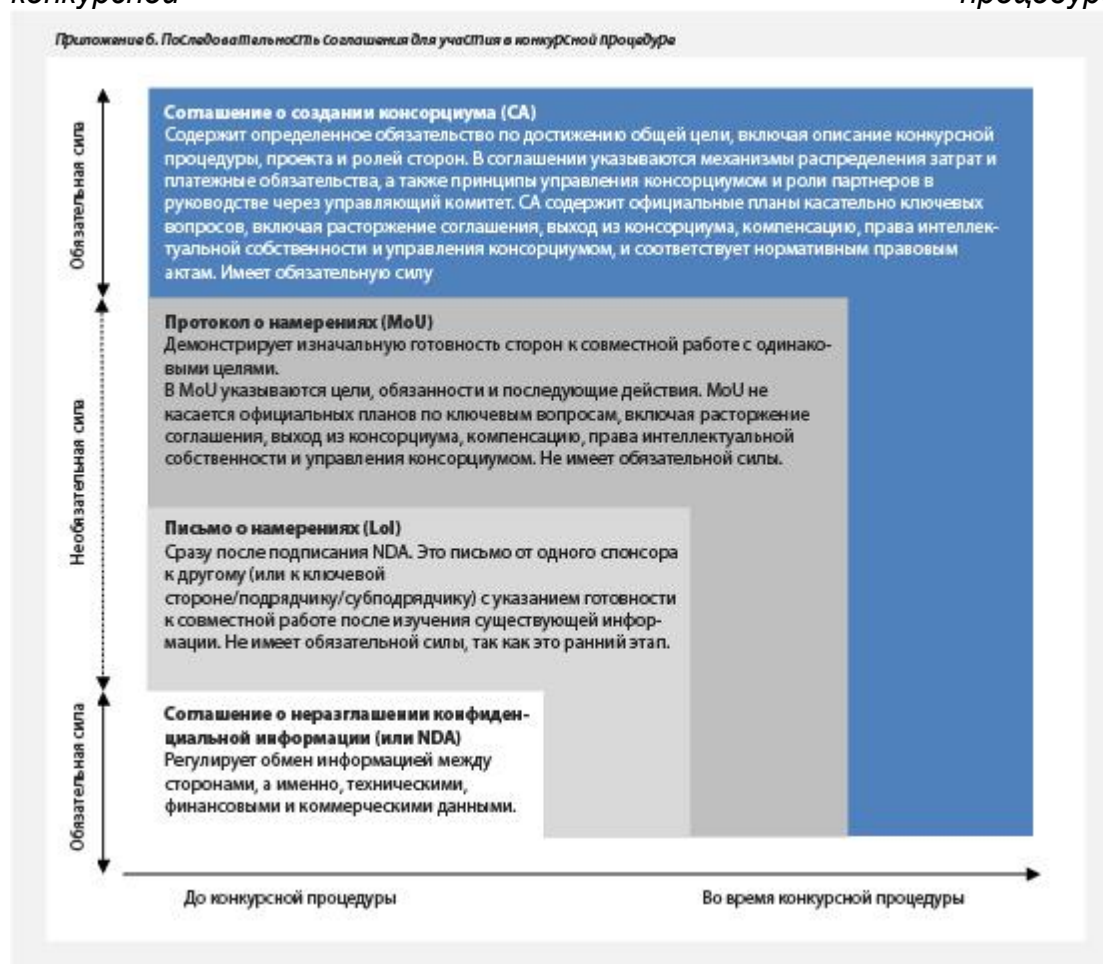 конкурсной процедур
Приложение 6. Последовательность Соглашения для участия в конкурсной процедуре
Соглашение о создании консорциума (CA)
Содержит определенное обязательство по достижению общей цели, включая описание конкурсной
процедуры, проекта и ролей сторон. В соглашении указываются механизмы распределения затрат и
платежные обязательства, а также принципы управления консорциумом и роли партнеров в
руководстве через управляющий комитет. CA содержит официальные планы касательно ключевых
вопросов, включая расторжение соглашения, выход из консорциума, компенсацию, права интеллек-
туальной собственности и управления консорциумом, и соответствует нормативным правовым
актам. Имеет обязательную силу
Обязательная сила
Протокол о намерениях (MoU)
Демонстрирует изначальную готовность сторон к совместной работе с одинако-
выми целями.
В MoU указываются цели, обязанности и последующие действия. MoU не
касается официальных планов по ключевым вопросам, включая расторжение
соглашения, выход из консорциума, компенсацию, права интеллектуальной
собственности и управления консорциумом. Не имеет обязательной силы.
Необязательная сила
Письмо о намерениях (LoI)
Сразу после подписания NDA. Это письмо от одного спонсора
к другому (или к ключевой
стороне/подрядчику/субподрядчику) с указанием готовности
к совместной работе после изучения существующей инфор-
мации. Не имеет обязательной силы, так как это ранний этап.
Соглашение о неразглашении конфиден-
циальной информации (или NDA)
Регулирует обмен информацией между
сторонами, а именно, техническими,
финансовыми и коммерческими данными.
Обязательная сила
До конкурсной процедуры
Во время конкурсной процедуры